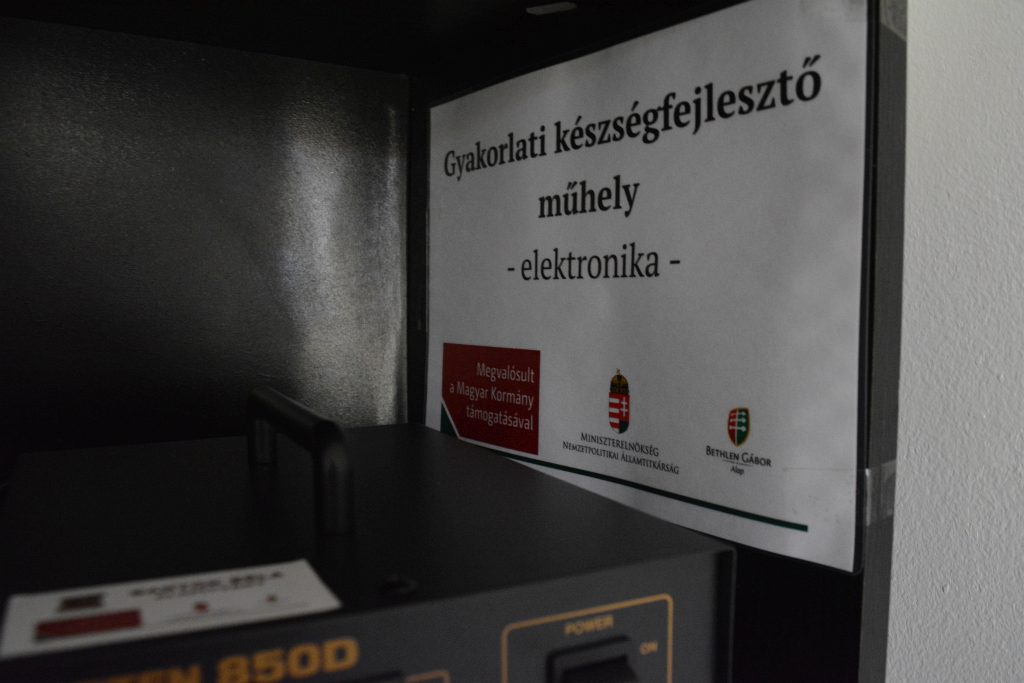 Gyakorlati készségfejlesztő
műhely
- elektronika -
Megvalósult
a Magyar Kormány
támogatásával
MINISZTERELNÖKSÉG
NEMZETPOLITIKAI ÁLLAMTITKÁRSÁG
BETHLEN GÁBOR
Alap
850D
POWER
ON